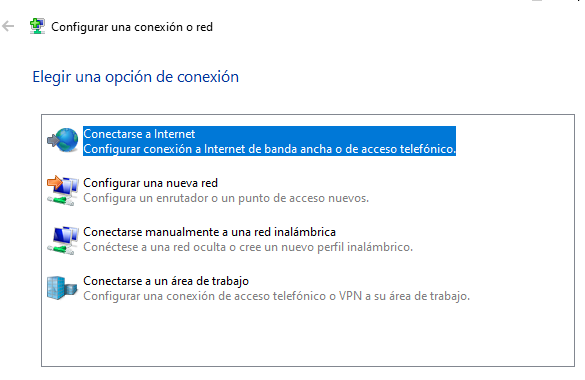 Configurar una conexión o red
Elegir una opción de conexión
Conectarse a Internet
Configurar conexión a Internet de banda ancha o de acceso telefónico.
Configurar una nueva red
Configura un enrutador o un punto de acceso nuevos.
Conectarse manualmente a una red inalámbrica
Conéctese a una red oculta o cree un nuevo perfil inalámbrico.
Conectarse a un área de trabajo
Configurar una conexión de acceso telefónico o VPN a su área de trabajo.